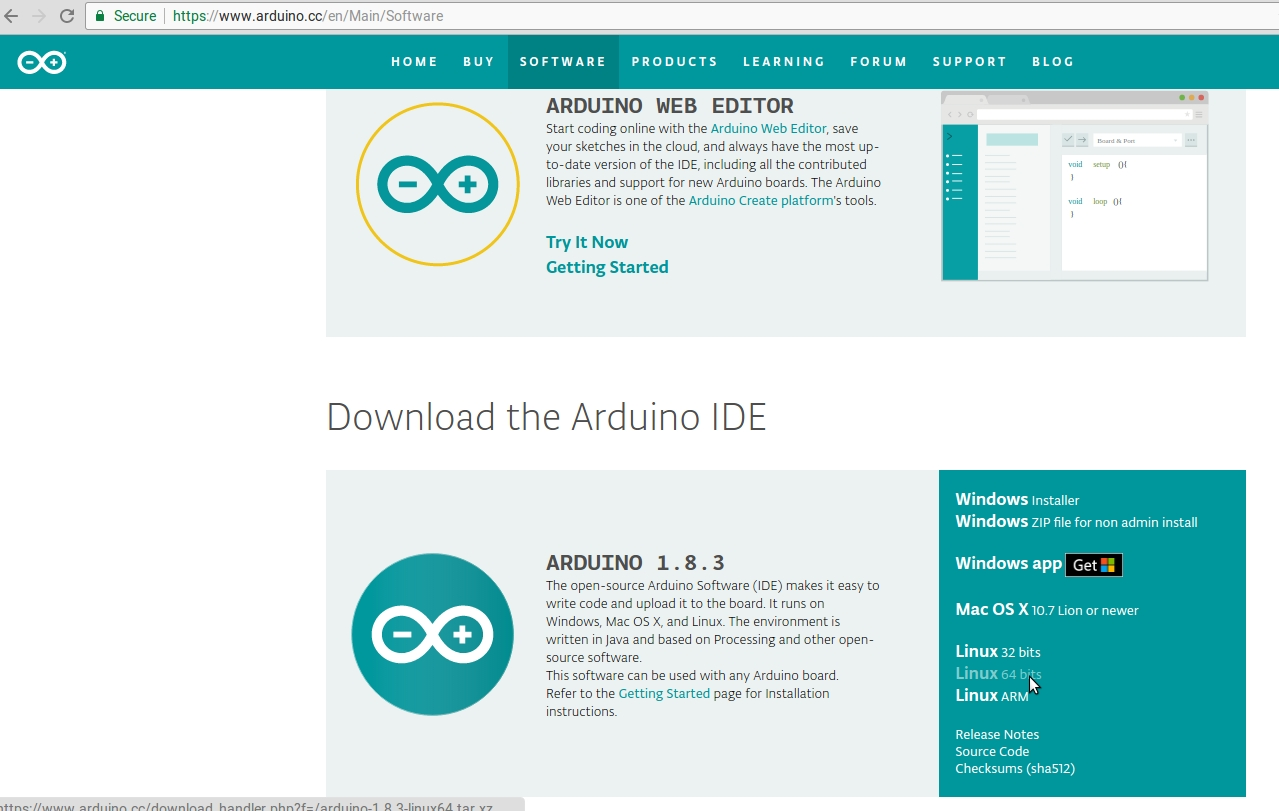 Secure | https://www.arduino.cc/en/Main/Software
HOME BUY SOFTWARE PRODUCTS LEARNING FORUM SUPPORT BLOG
ARDUINO WEB EDITOR
Start coding online with the Arduino Web Editor, save
your sketches in the cloud, and always have the most up-
to-date version of the IDE, including all the contributed
libraries and support for new Arduino boards. The Arduino
Web Editor is one of the Arduino Create platform's tools.
Try It Now
Getting Started
Board & Port
void setup (){
}
void loop (){
}
Download the Arduino IDE
ARDUINO 1.8.3
The open-source Arduino Software (IDE) makes it easy to
write code and upload it to the board. It runs on
Windows, Mac OS X, and Linux. The environment is
written in Java and based on Processing and other open-
source software.
This software can be used with any Arduino board.
Refer to the Getting Started page for Installation
instructions.
Windows Installer
Windows ZIP file for non admin install
Windows app Get
Mac OS X 10.7 Lion or newer
Linux 32 bits
Linux 64 bits
Linux ARM
Release Notes
Source Code
Checksums (sha512)
https://www.arduino.cc/download_handler.php?f=/arduino-1.8.3-linux64.tar.xz